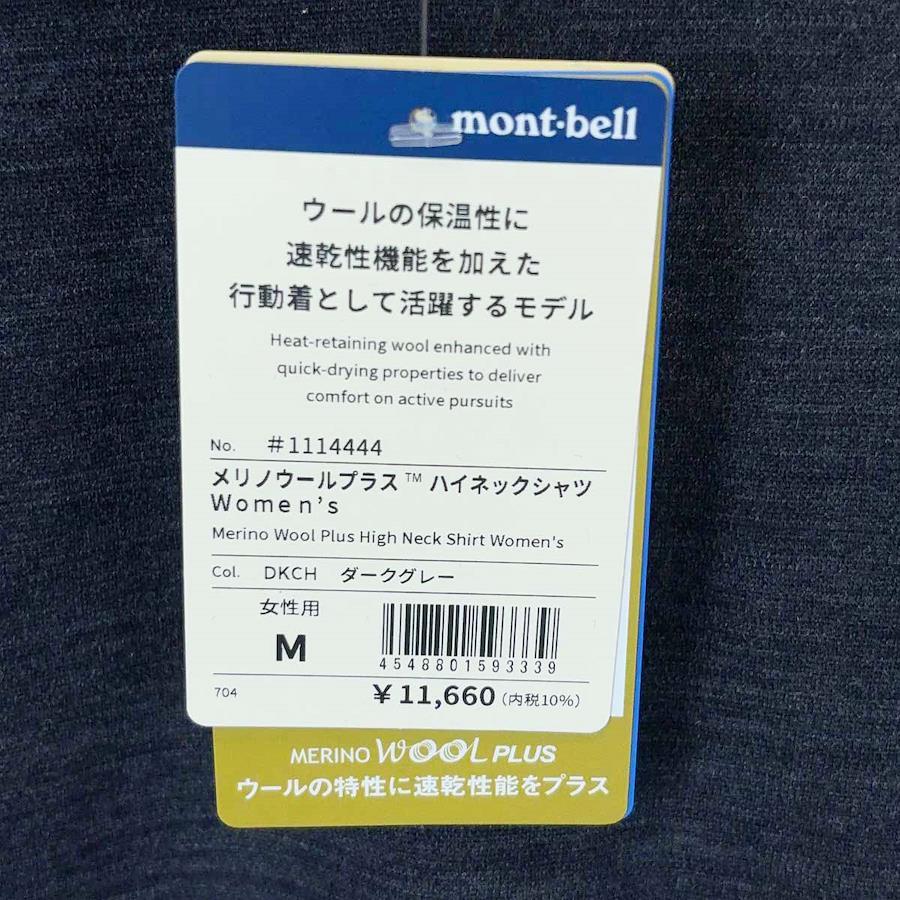 mont·bell
ウールの保温性に
速乾性機能を加えた
行動着として活躍するモデル
Heat-retaining wool enhanced with
quick-drying properties to deliver
comfort on active pursuits
No. #1114444
メリノウールプラス™ ハイネックシャツ
Women's
Merino Wool Plus High Neck Shirt Women's
Col. DKCH ダークグレー
女性用
M
4548801593339
704 ¥11,660(内税10%)
MERINO WOOL PLUS
ウールの特性に速乾性能をプラス